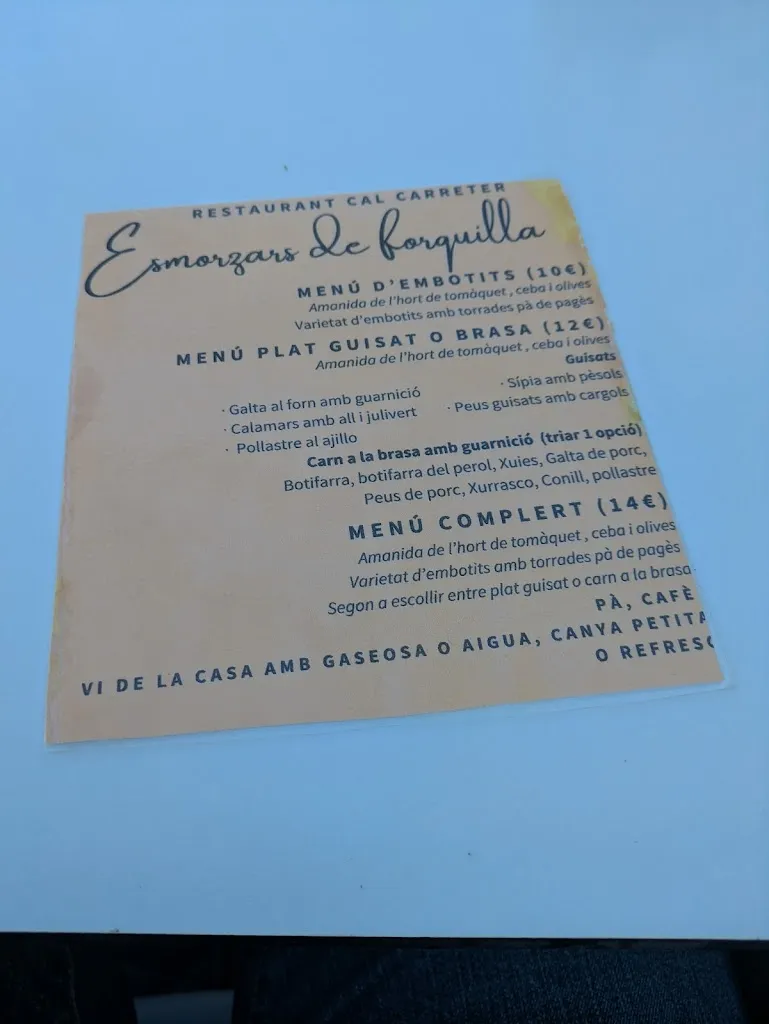 RESTAURANT CAL CARRETER
Esmorzars de forquilla
MENÚ D'EMBOTITS (10€)
Amanida de l'hort de tomàquet , ceba i olives
Varietat d'embotits amb torrades pà de pagès
MENÚ PLAT GUISAT O BRASA (12€)
Amanida de l'hort de tomàquet , ceba i olives
Guisats
· Galta al forn amb guarnició
· Calamars amb all i julivert
· Pollastre al ajillo
· Sípia amb pèsols
· Peus guisats amb cargols
Carn a la brasa amb guarnició (triar 1 opció)
Botifarra, botifarra del perol, Xuies, Galta de porc,
Peus de porc, Xurrasco, Conill, pollastre
MENÚ COMPLERT (14€)
Amanida de l'hort de tomàquet , ceba i olives
Varietat d'embotits amb torrades pà de pagès
Segon a escollir entre plat guisat o carn a la brasa
PÀ, CAFÈ
VI DE LA CASA AMB GASEOSA O AIGUA, CANYA PETITA
O REFRESC